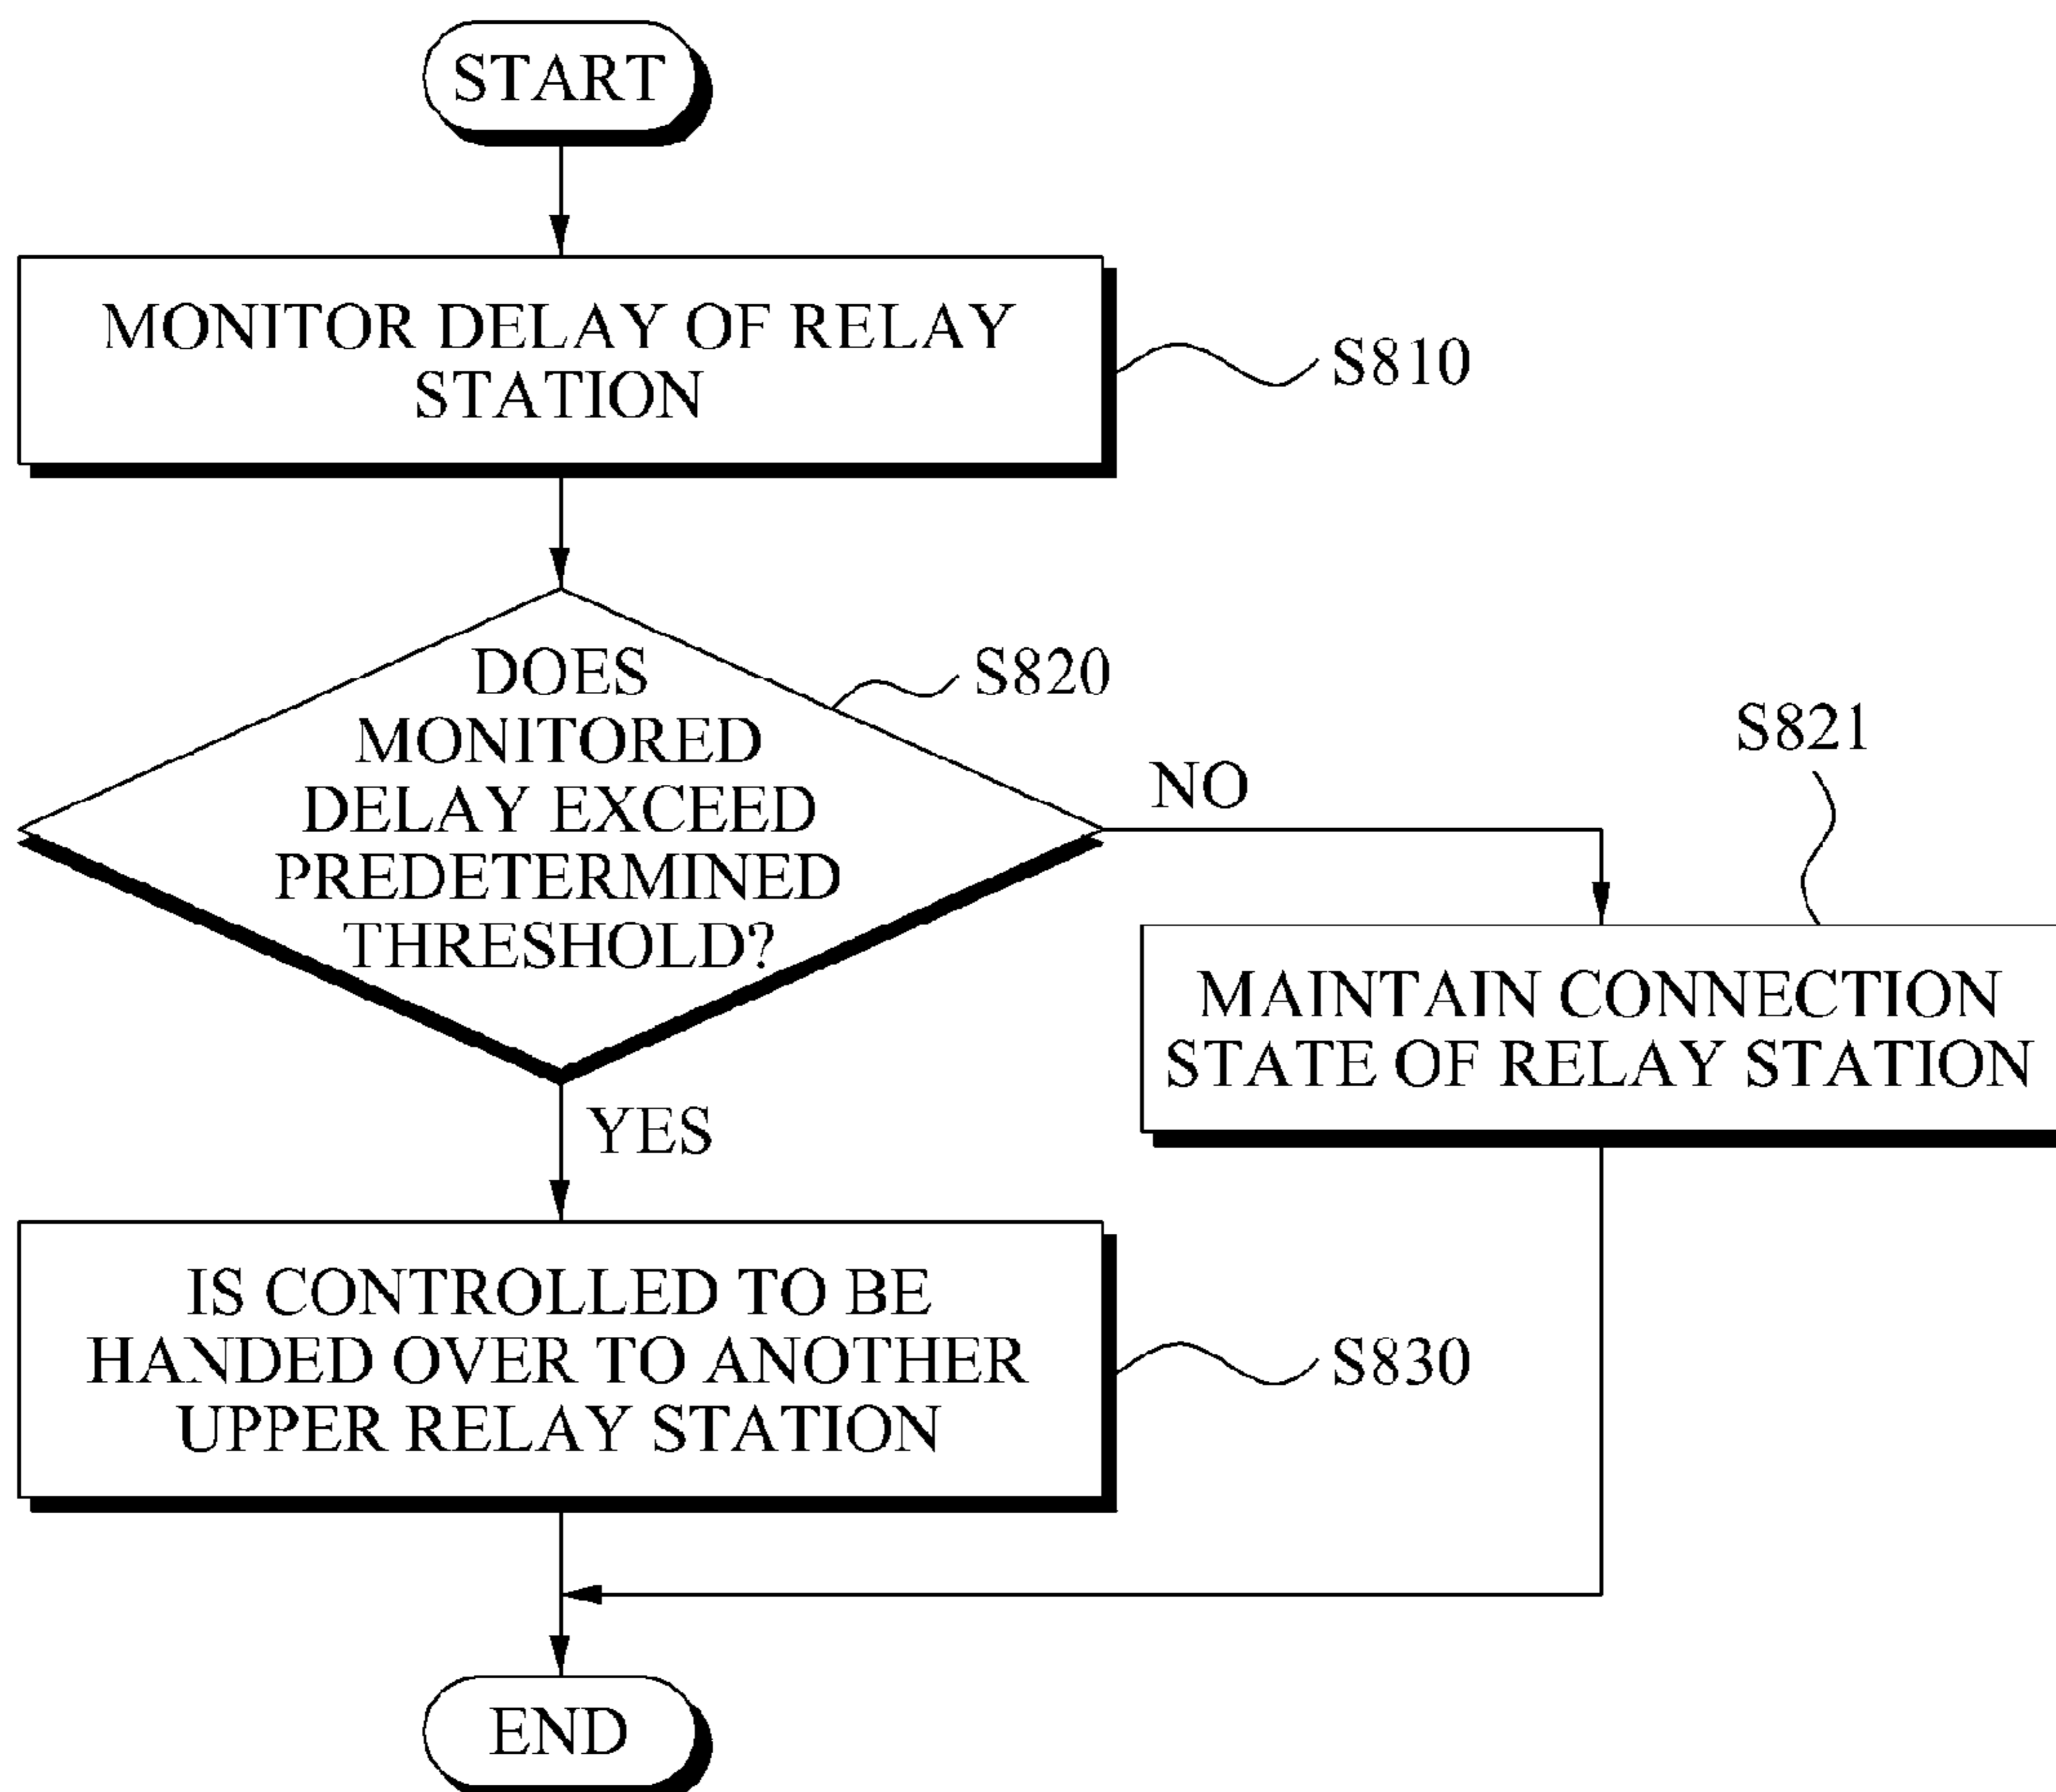 START
MONITOR DELAY OF RELAY
STATION
S810
DOES
MONITORED
DELAY EXCEED
PREDETERMINED
THRESHOLD?
S820
NO
S821
MAINTAIN CONNECTION
STATE OF RELAY STATION
YES
IS CONTROLLED TO BE
HANDED OVER TO ANOTHER
UPPER RELAY STATION
S830
END